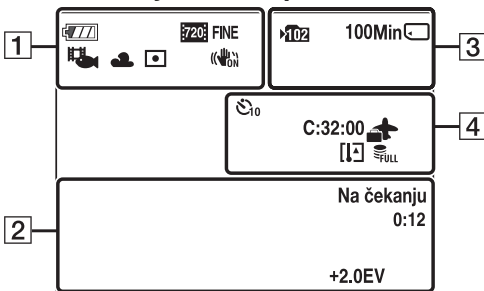 1
720 FINE
ON
102
100Min
3
10
C:32:00
FULL
4
2
Na čekanju
0:12
+2.0EV